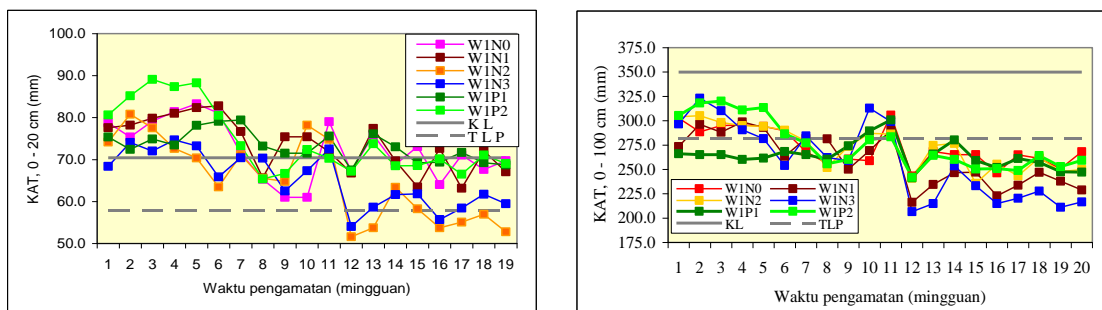 KAT, 0 - 20 cm (mm)
100.0
90.0
80.0
70.0
60.0
50.0
W1N0
W1N1
W1N2
W1N3
W1P1
W1P2
KL
TLP
1 2 3 4 5 6 7 8 9 10 11 12 13 14 15 16 17 18 19
Waktu pengamatan (mingguan)
KAT, 0 - 100 cm (mm)
375.0
350.0
325.0
300.0
275.0
250.0
225.0
200.0
175.0
W1N0 W1N1
W1N2 W1N3
W1P1 W1P2
KL TLP
1 2 3 4 5 6 7 8 9 10 11 12 13 14 15 16 17 18 19 20
Waktu pengamatan (mingguan)